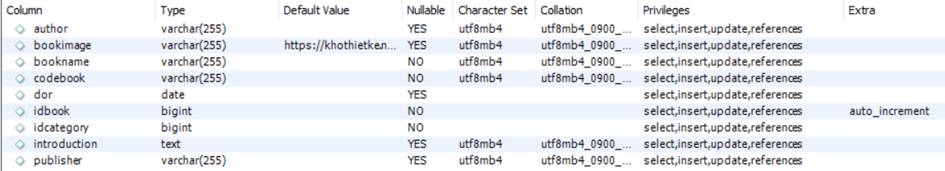 Column Type Default Value Nullable Character Set Collation Privileges Extra
author varchar(255) YES utf8mb4 utf8mb4_0900_... select,insert,update,references
bookimage varchar(255) https://khothietke.n... YES utf8mb4 utf8mb4_0900_... select,insert,update,references
bookname varchar(255) NO utf8mb4 utf8mb4_0900_... select,insert,update,references
codebook varchar(255) NO utf8mb4 utf8mb4_0900_... select,insert,update,references
dor date YES select,insert,update,references
idbook bigint NO select,insert,update,references auto_increment
idcategory bigint NO select,insert,update,references
introduction text YES utf8mb4 utf8mb4_0900_... select,insert,update,references
publisher varchar(255) YES utf8mb4 utf8mb4_0900_... select,insert,update,references